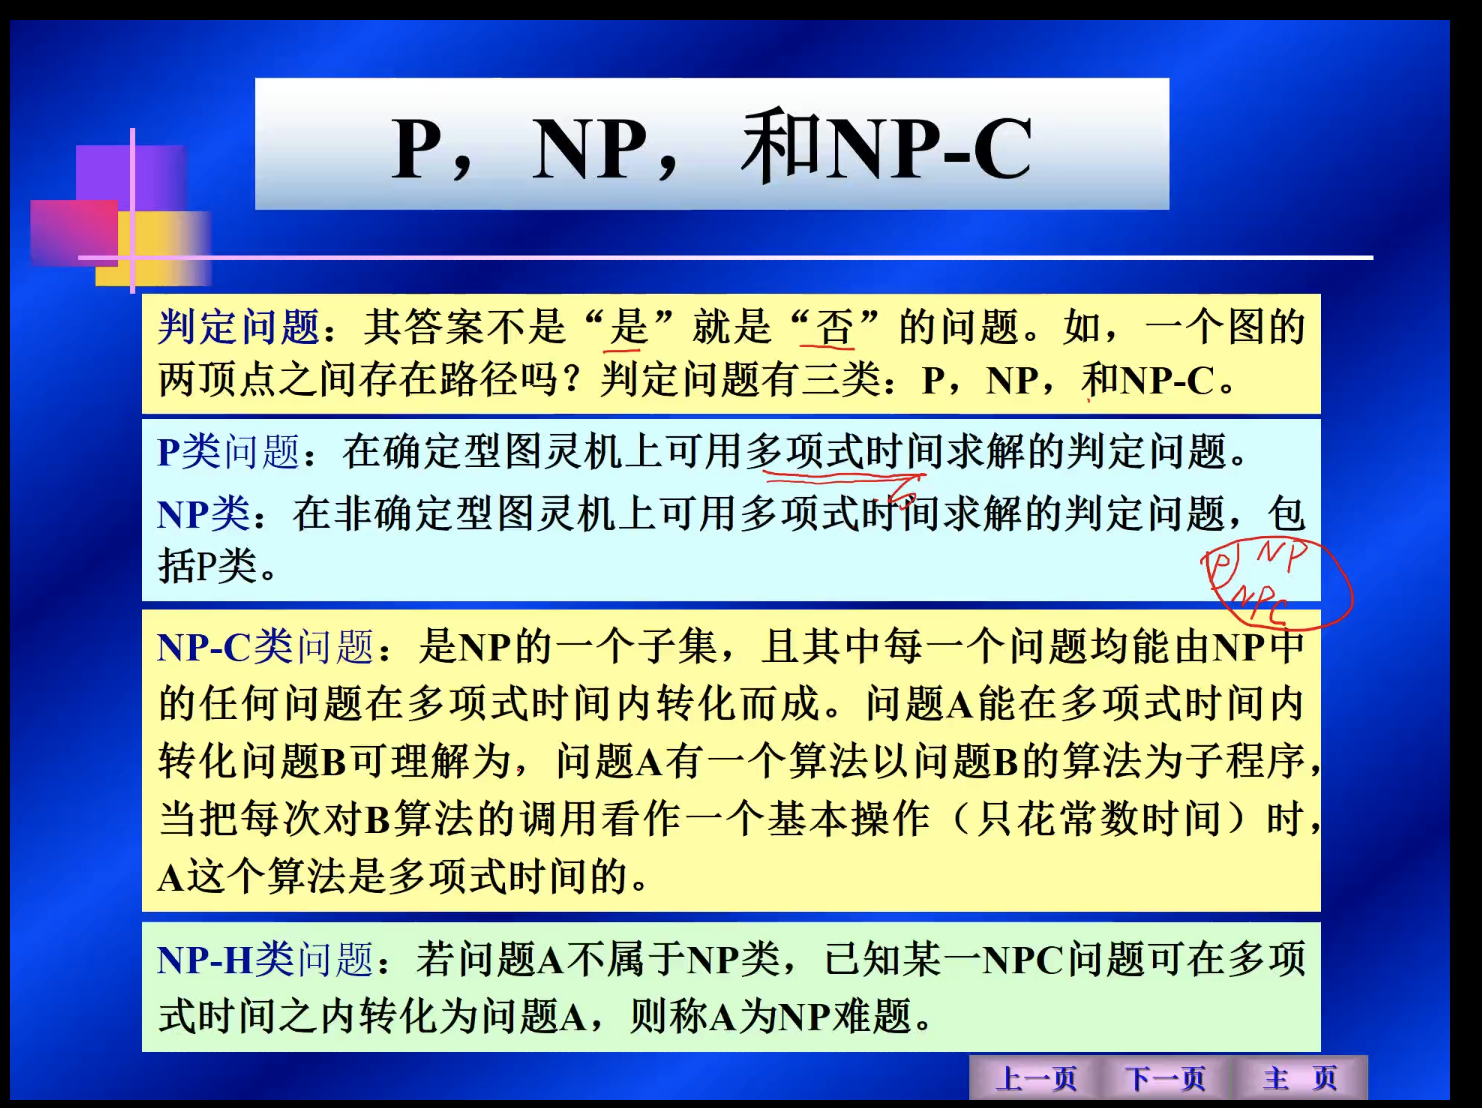 P，NP，和NP-C
判定问题：其答案不是“是”就是“否”的问题。如，一个图的
两顶点之间存在路径吗？判定问题有三类：P，NP，和NP-C。
P类问题：在确定型图灵机上可用多项式时间求解的判定问题。
NP类：在非确定型图灵机上可用多项式时间求解的判定问题，包
括P类。
P NP
NPC
NP-C类问题：是NP的一个子集，且其中每一个问题均能由NP中
的任何问题在多项式时间内转化而成。问题A能在多项式时间内
转化问题B可理解为，问题A有一个算法以问题B的算法为子程序，
当把每次对B算法的调用看作一个基本操作（只花常数时间）时，
A这个算法是多项式时间的。
NP-H类问题：若问题A不属于NP类，已知某一NPC问题可在多项
式时间之内转化为问题A，则称A为NP难题。
上一页 下一页 主 页